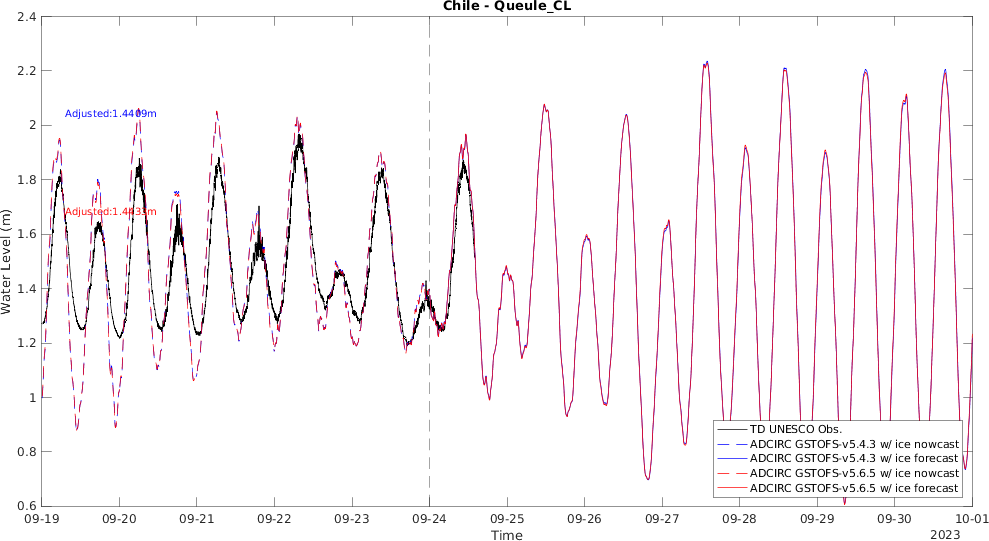 Chile - Queule_CL
2.4
2.2
2
1.8
1.6
1.4
1.2
1
0.8
0.6
Water Level (m)
Adjusted:1.4409m
TD UNESCO Obs.
ADCIRC GSTOFS-v5.4.3 w/ ice nowcast
ADCIRC GSTOFS-v5.4.3 w/ ice forecast
ADCIRC GSTOFS-v5.6.5 w/ ice nowcast
ADCIRC GSTOFS-v5.6.5 w/ ice forecast
09-19 09-20 09-21 09-22 09-23 09-24 09-25 09-26 09-27 09-28 09-29 09-30 10-01
Time
2023